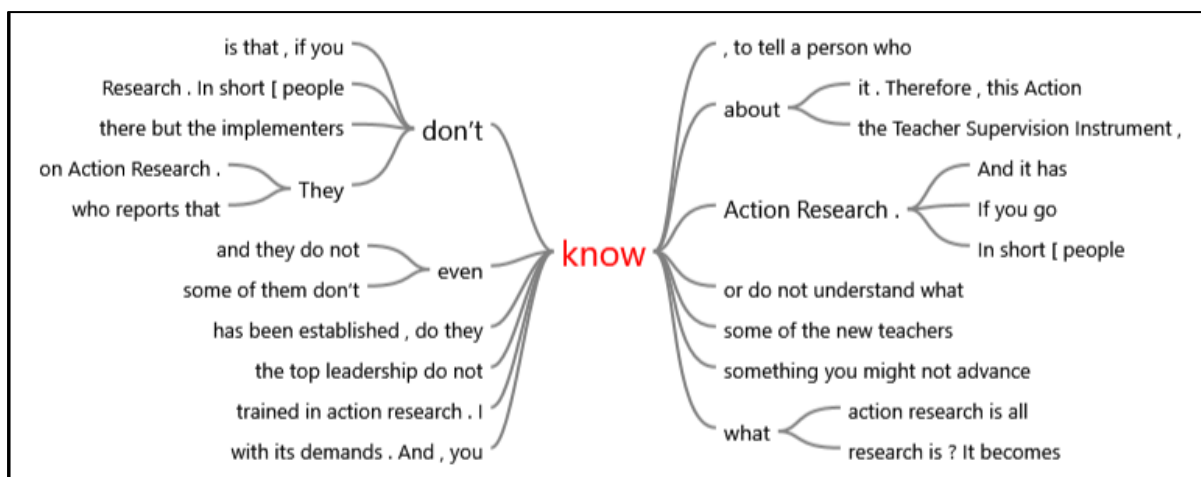 is that , if you
Research . In short [ people
there but the implementers
on Action Research .
who reports that
They
don't
and they do not
some of them don't
even
has been established , do they
the top leadership do not
trained in action research . I
with its demands . And , you
know
, to tell a person who
about
it . Therefore , this Action
the Teacher Supervision Instrument ,
Action Research .
And it has
If you go
In short [ people
or do not understand what
some of the new teachers
something you might not advance
what
action research is all
research is ? It becomes